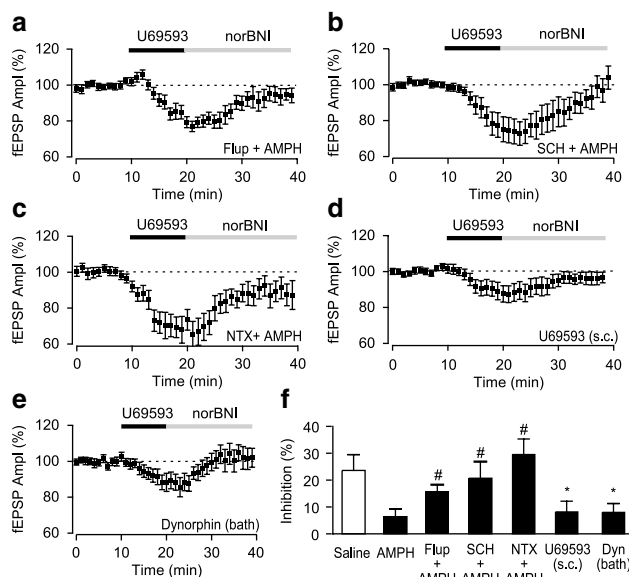 a
U69593 norBNI
fEPSP Ampl (%)
120
100
80
60
0 10 20 30 40
Flup + AMPH
Time (min)
b
U69593 norBNI
fEPSP Ampl (%)
120
100
80
60
0 10 20 30 40
SCH + AMPH
Time (min)
c
U69593 norBNI
fEPSP Ampl (%)
120
100
80
60
0 10 20 30 40
NTX+ AMPH
Time (min)
d
U69593 norBNI
fEPSP Ampl (%)
120
100
80
60
0 10 20 30 40
U69593 (s.c.)
Time (min)
e
U69593 norBNI
fEPSP Ampl (%)
120
100
80
60
0 10 20 30 40
Dynorphin (bath)
Time (min)
f
Inhibition (%)
40
30
20
10
0
# # # * *
Saline AMPH Flup SCH NTX U69593 Dyn
+ + + (s.c.) (bath)
AMPH AMPH AMPH